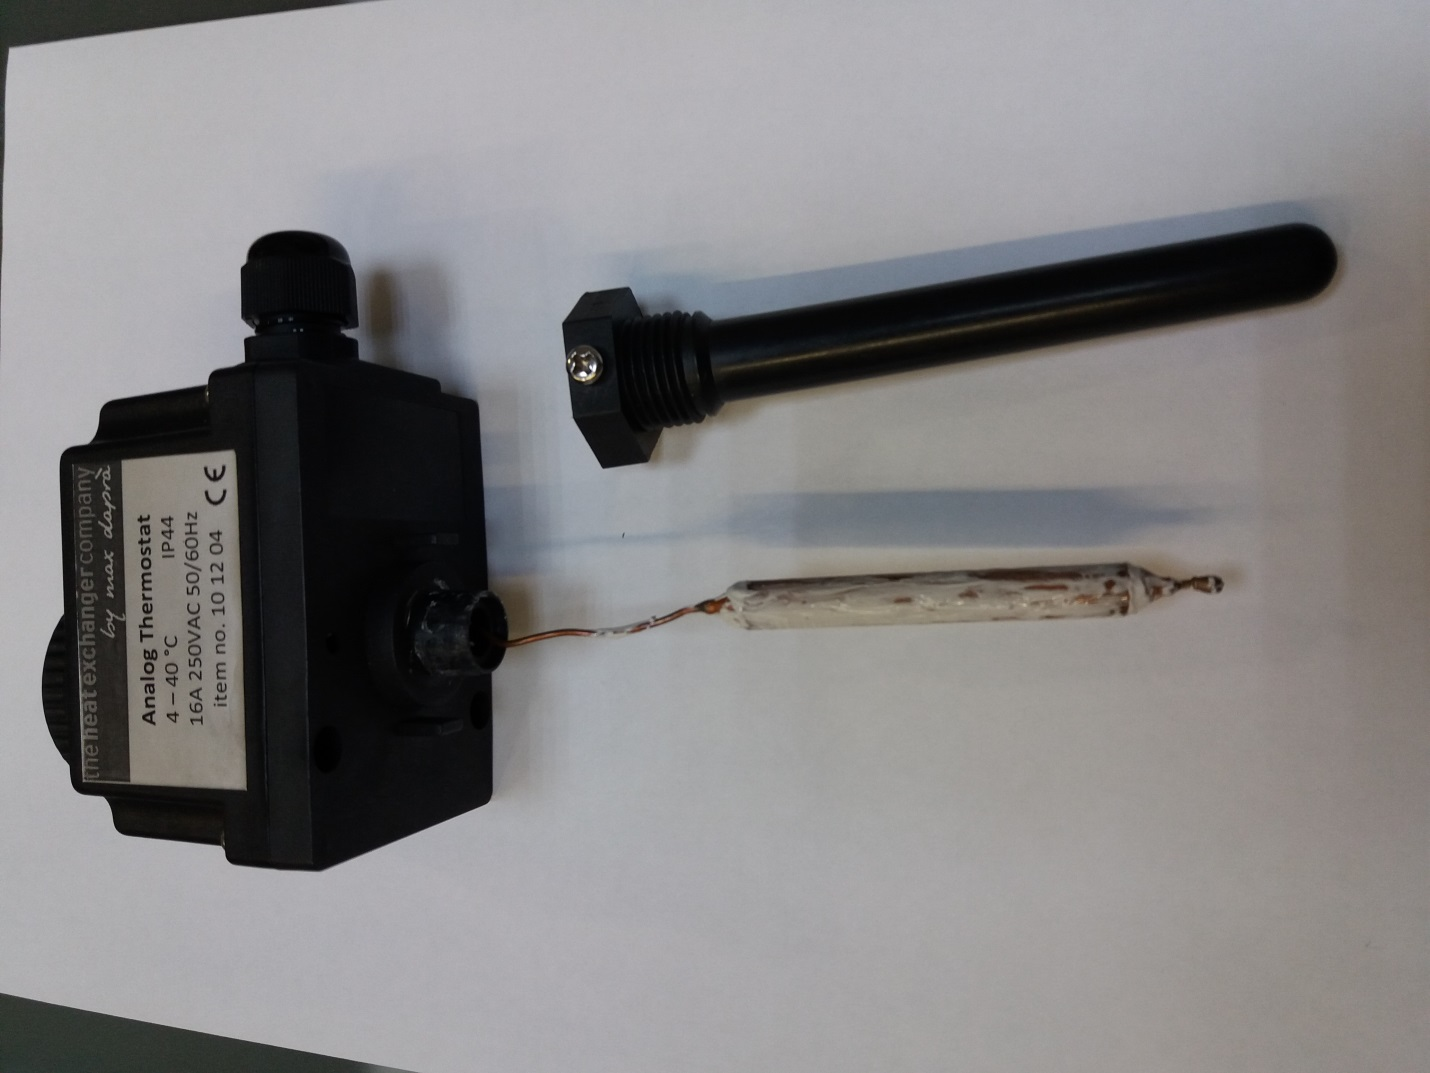 the heat exchanger company
by max daprà
Analog Thermostat
4 – 40 °C IP44
16A 250VAC 50/60Hz
item no. 10 12 04 CE